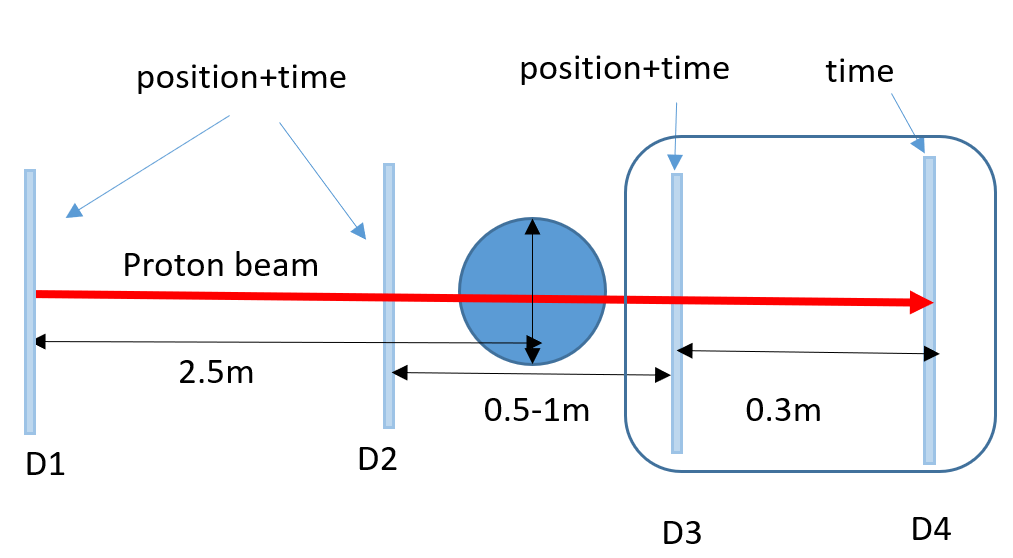 position+time
position+time
time
Proton beam
2.5m
0.5-1m
0.3m
D1
D2
D3
D4